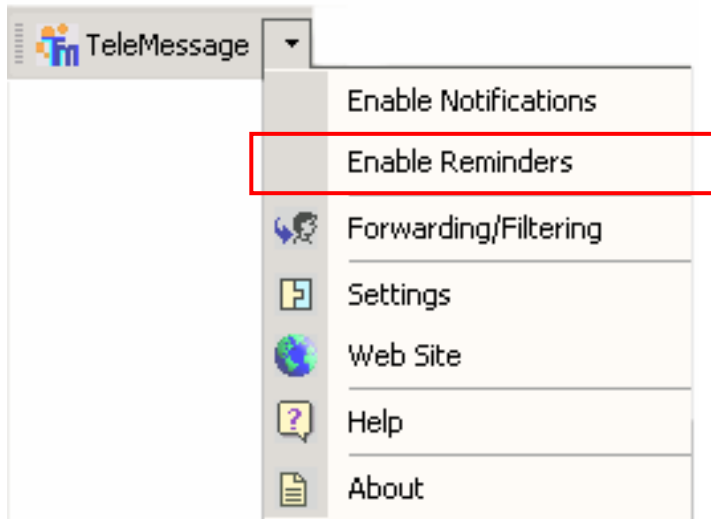 TeleMessage
Enable Notifications
Enable Reminders
Forwarding/Filtering
Settings
Web Site
Help
About